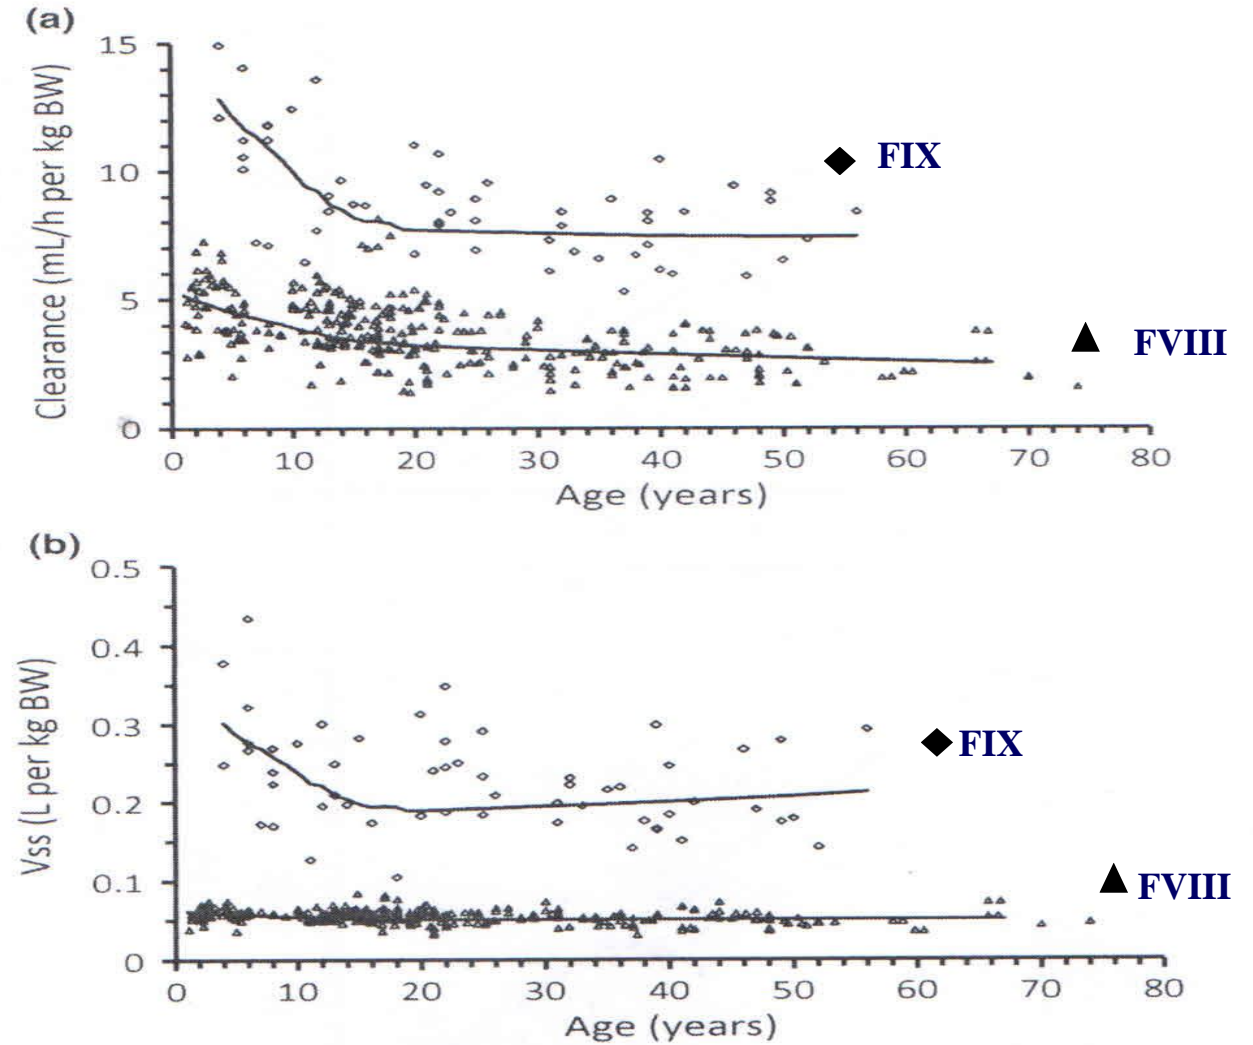 (a)
Clearance (mL/h per kg BW)
15
10
5
0
0 10 20 30 40 50 60 70 80
Age (years)
FIX
FVIII
(b)
Vss (L per kg BW)
0.5
0.4
0.3
0.2
0.1
0
0 10 20 30 40 50 60 70 80
Age (years)
FIX
FVIII